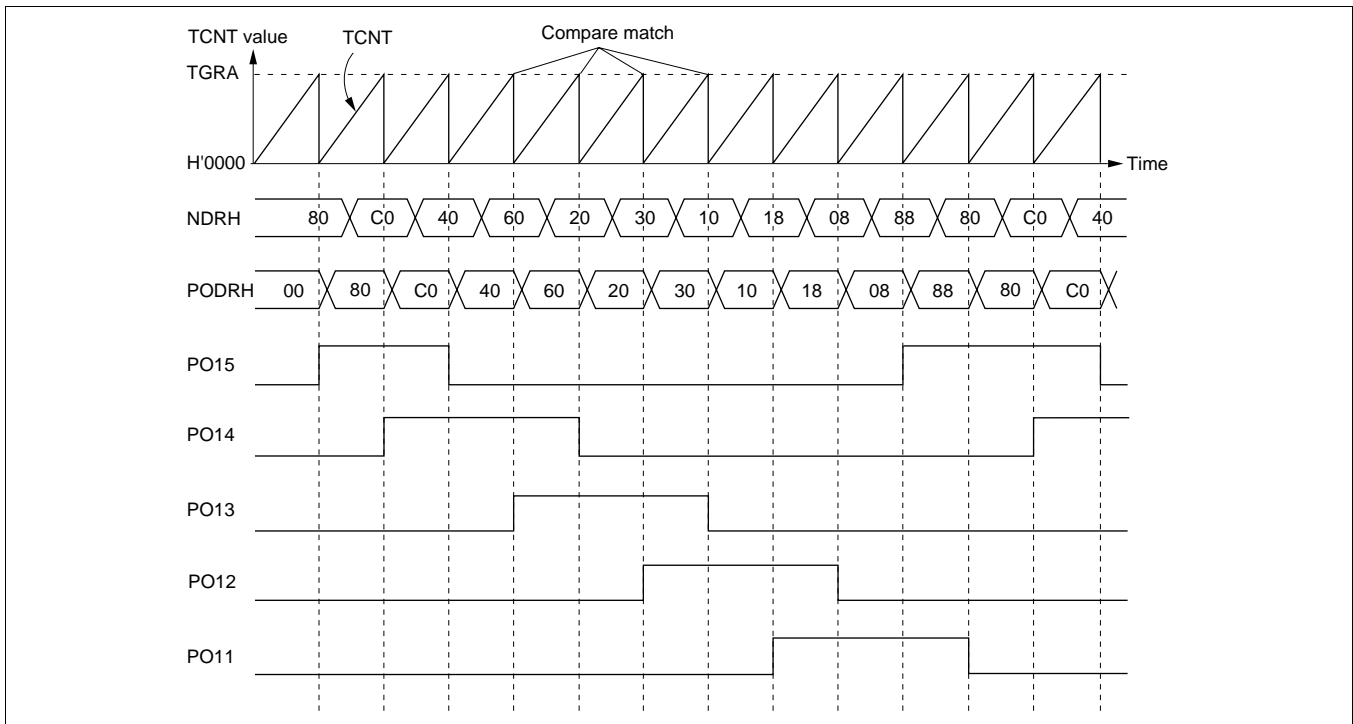 TCNT value TCNT Compare match
TGRA
H'0000 Time
NDRH 80 C0 40 60 20 30 10 18 08 88 80 C0 40
PODRH 00 80 C0 40 60 20 30 10 18 08 88 80 C0
PO15
PO14
PO13
PO12
PO11